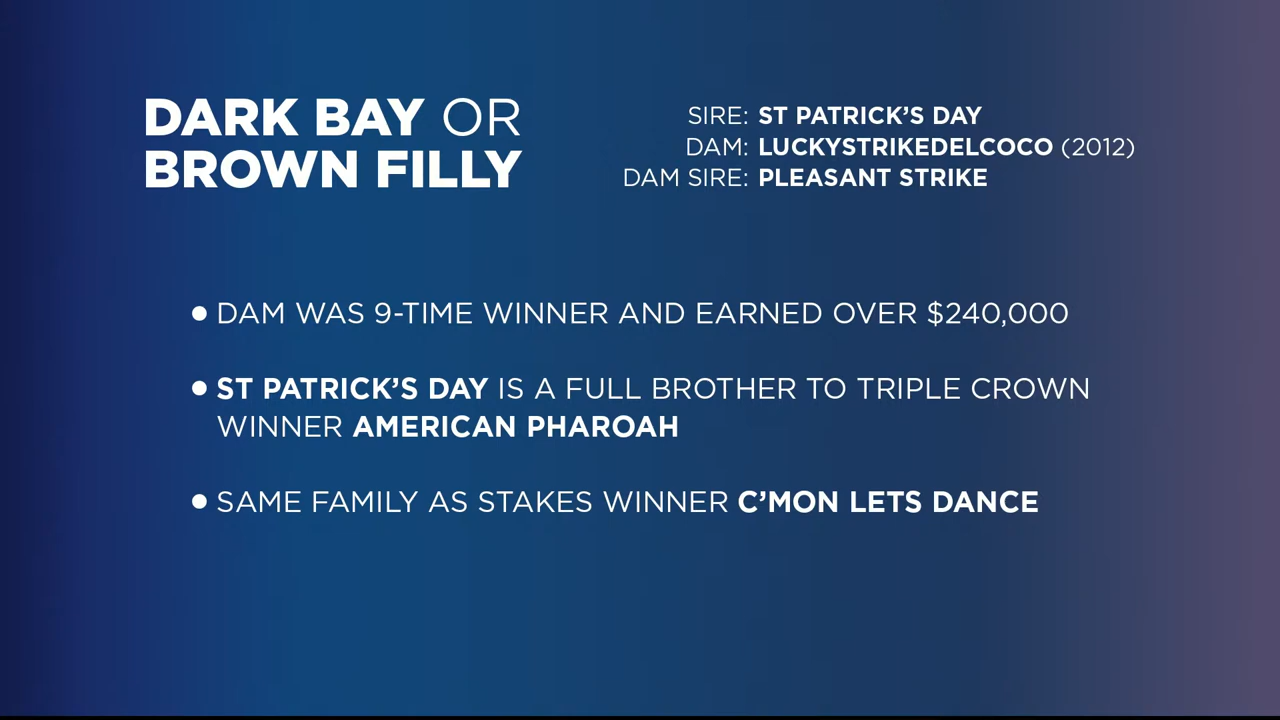 DARK BAY OR
BROWN FILLY
SIRE: ST PATRICK’S DAY
DAM: LUCKYSTRIKEDELCOCO (2012)
DAM SIRE: PLEASANT STRIKE
● DAM WAS 9-TIME WINNER AND EARNED OVER $240,000
● ST PATRICK’S DAY IS A FULL BROTHER TO TRIPLE CROWN
WINNER AMERICAN PHAROAH
● SAME FAMILY AS STAKES WINNER C’MON LETS DANCE